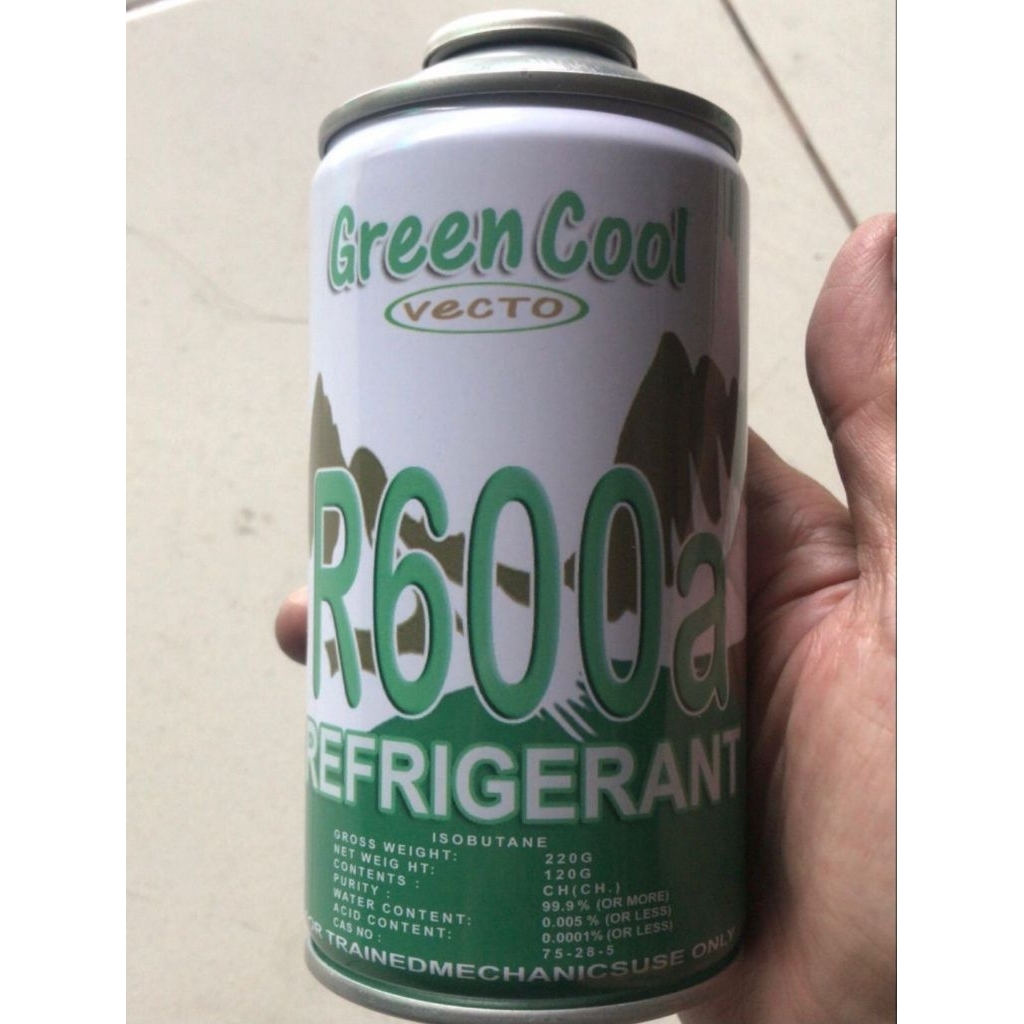 Green Cool
vecto
R600a
REFRIGERANT
ISOBUTANE
GROSS WEIGHT: 220G
NET WEIG HT: 120G
CONTENTS : CH(CH.)
PURITY : 99.9% (OR MORE)
WATER CONTENT: 0.005 % (OR LESS)
ACID CONTENT: 0.0001% (OR LESS)
CAS NO : 75-28-5
OR TRAINEDMECHANICSUSE ONLY